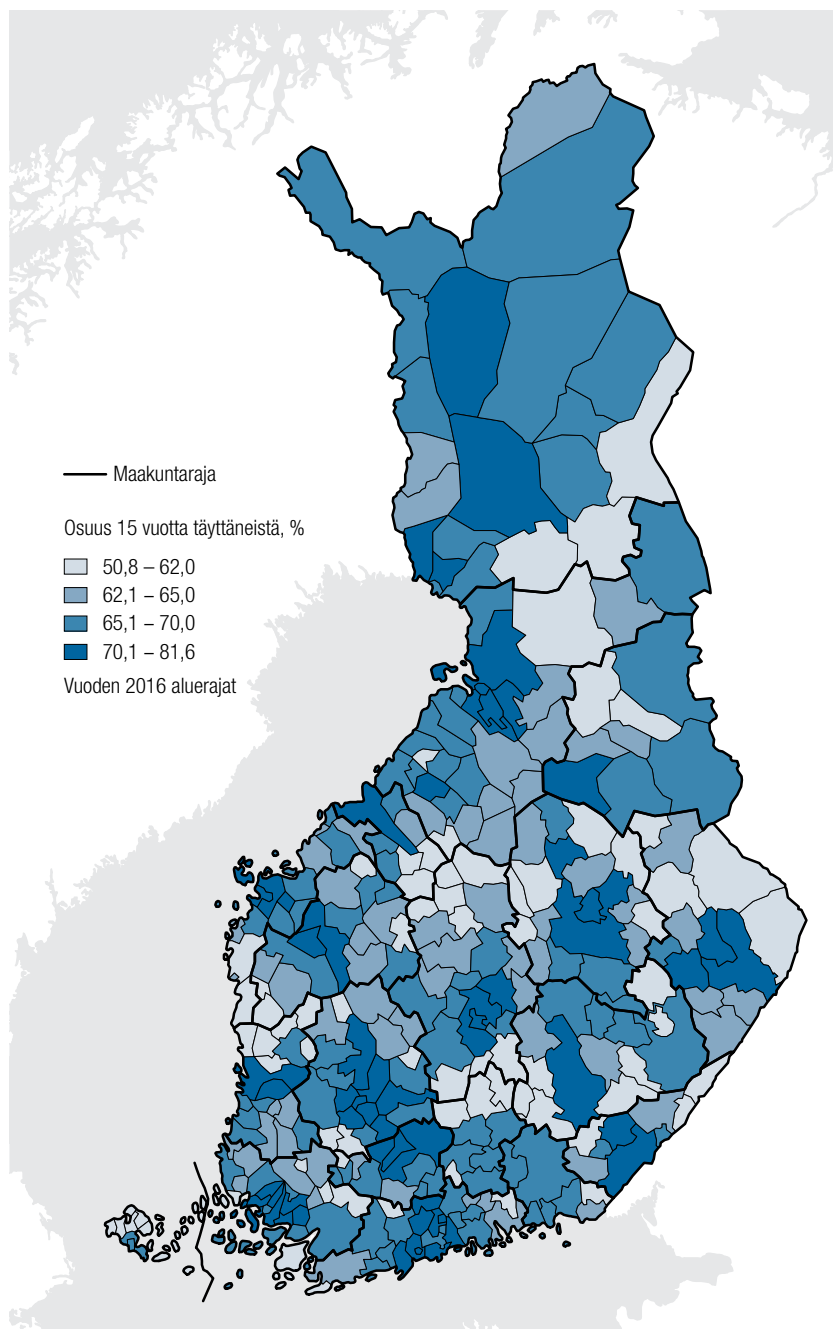 Maakuntaraja
Osuus 15 vuotta täyttäneistä, %
50,8 – 62,0
62,1 – 65,0
65,1 – 70,0
70,1 – 81,6
Vuoden 2016 aluerajat